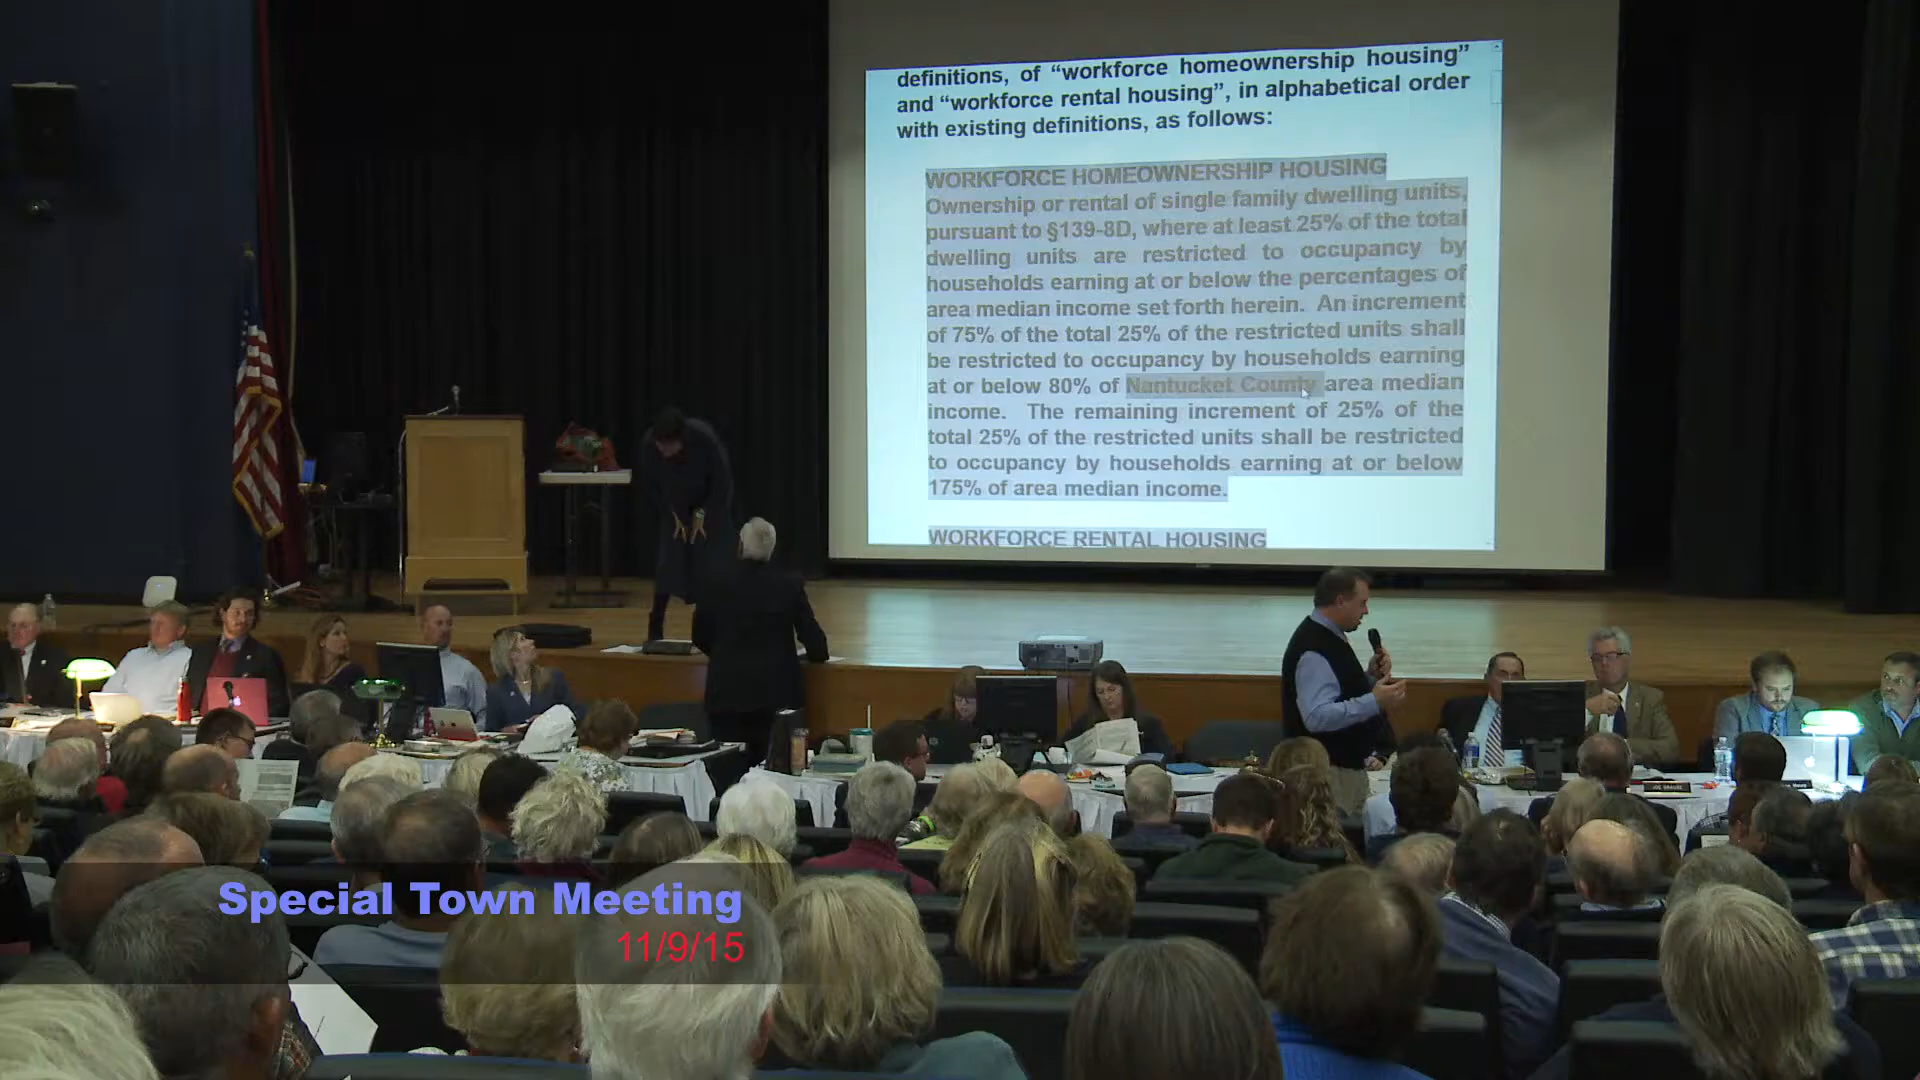 definitions, of “workforce homeownership housing”
and “workforce rental housing”, in alphabetical order
with existing definitions, as follows:
WORKFORCE HOMEOWNERSHIP HOUSING
Ownership or rental of single family dwelling units,
pursuant to §139-8D, where at least 25% of the total
dwelling units are restricted to occupancy by
households earning at or below the percentages of
area median income set forth herein. An increment
of 75% of the total 25% of the restricted units shall
be restricted to occupancy by households earning
at or below 80% of Nantucket County area median
income. The remaining increment of 25% of the
total 25% of the restricted units shall be restricted
to occupancy by households earning at or below
175% of area median income.
WORKFORCE RENTAL HOUSING
Special Town Meeting
11/9/15